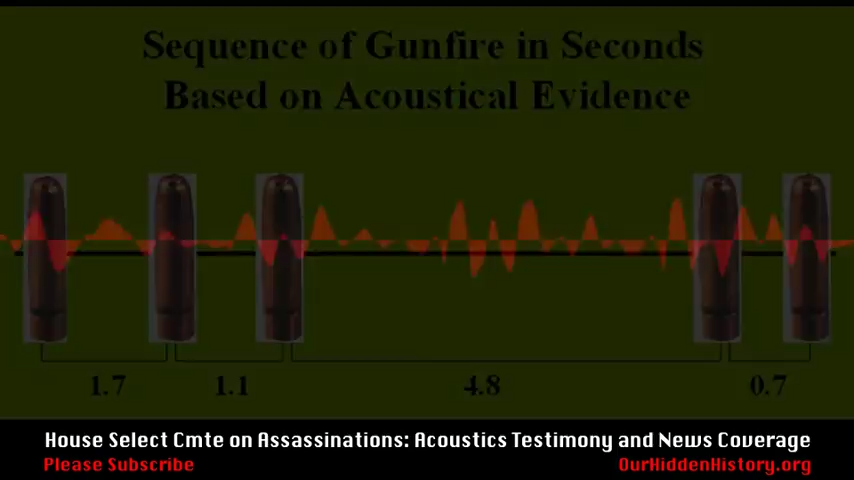 Sequence of Gunfire in Seconds
Based on Acoustical Evidence
1.7 1.1 4.8 0.7
House Select Cmte on Assassinations: Acoustics Testimony and News Coverage
Please Subscribe OurHiddenHistory.org